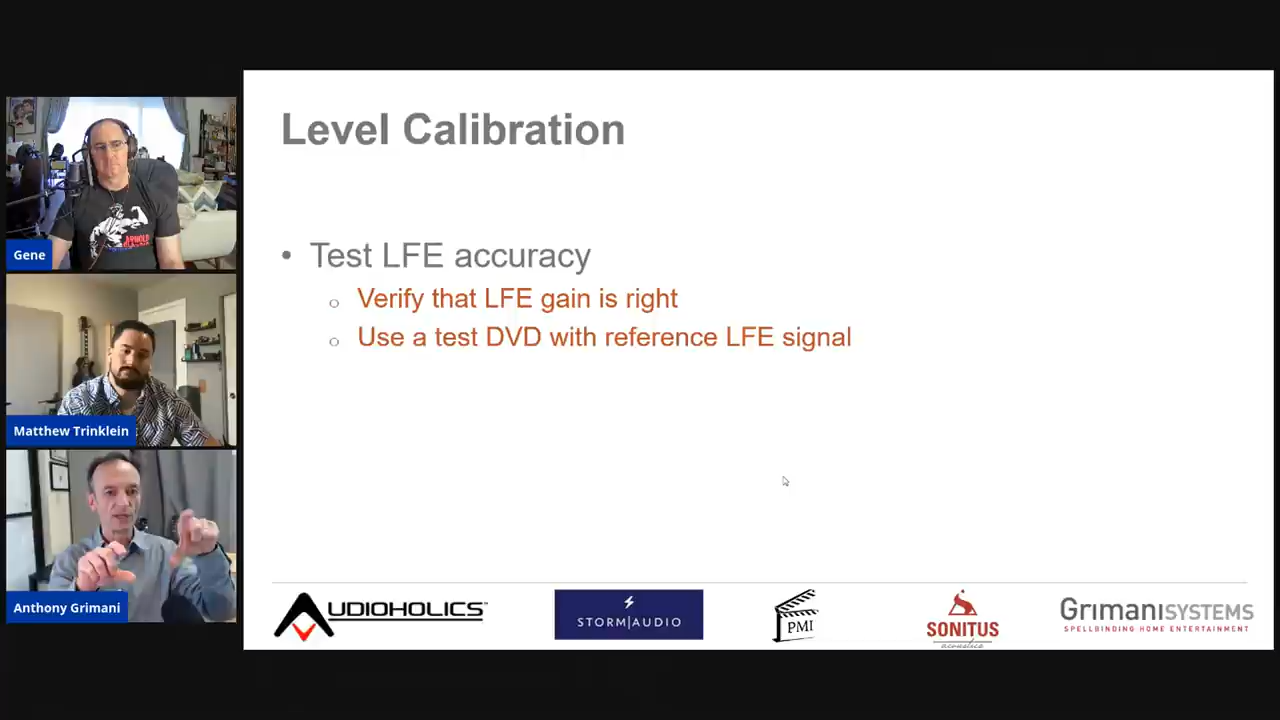 Gene
Matthew Trinklein
Anthony Grimani
Level Calibration
• Test LFE accuracy
○ Verify that LFE gain is right
○ Use a test DVD with reference LFE signal
AUDIOHOLICS
STORM|AUDIO
PMI
SONITUS
acoustics
GRIMANISYSTEMS
SPELLBINDING HOME ENTERTAINMENT